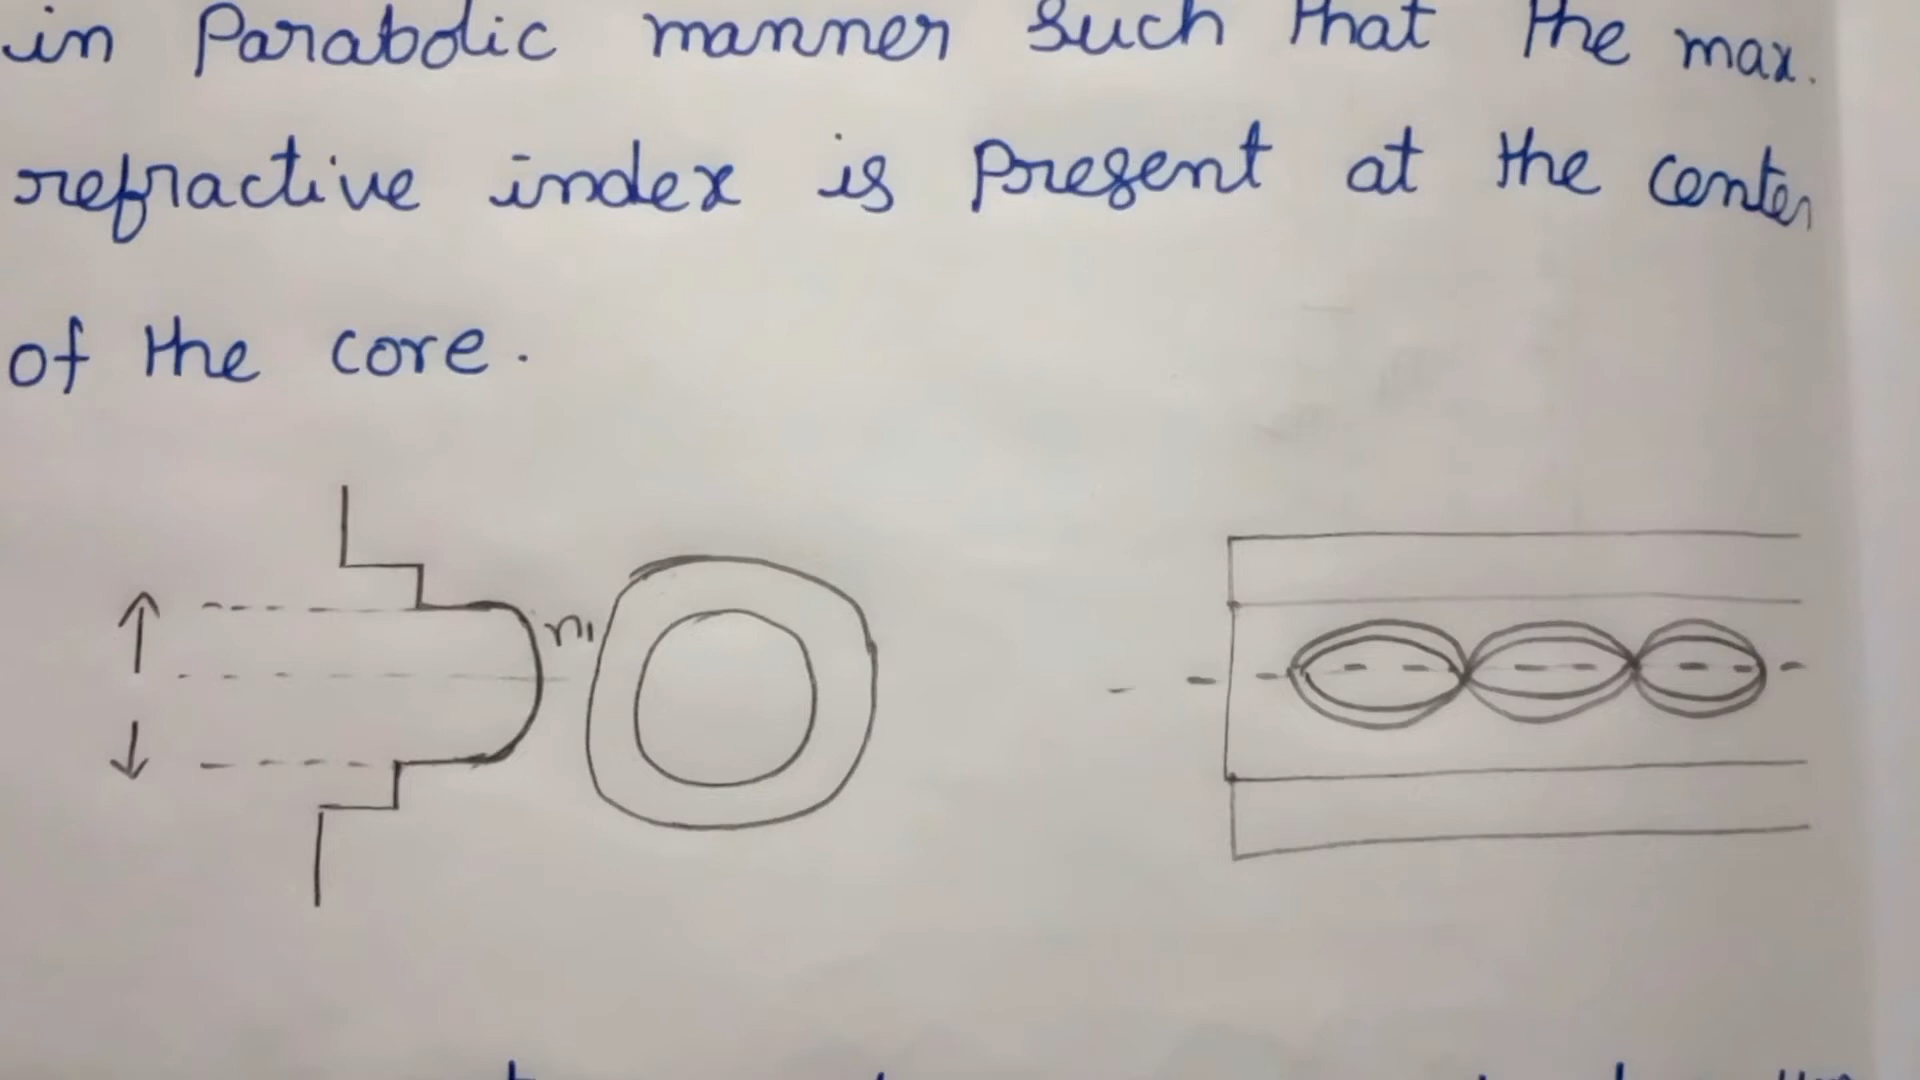 in Parabolic manner such that the max.
refractive index is present at the center
of the core.
n1